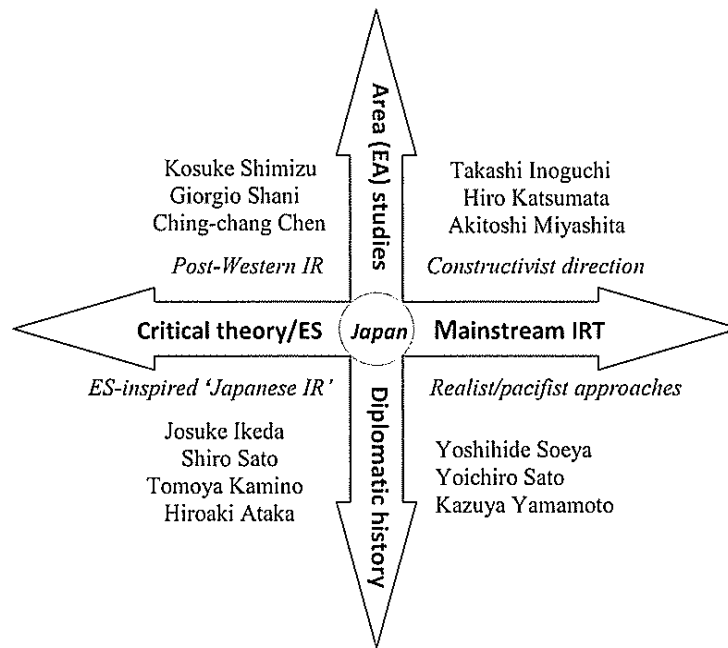 Area (EA) studies
Kosuke Shimizu
Giorgio Shani
Ching-chang Chen
Post-Western IR
Takashi Inoguchi
Hiro Katsumata
Akitoshi Miyashita
Constructivist direction
Critical theory/ES
Japan
Mainstream IRT
ES-inspired ‘Japanese IR’
Josuke Ikeda
Shiro Sato
Tomoya Kamino
Hiroaki Ataka
Realist/pacifist approaches
Yoshihide Soeya
Yoichiro Sato
Kazuya Yamamoto
Diplomatic history